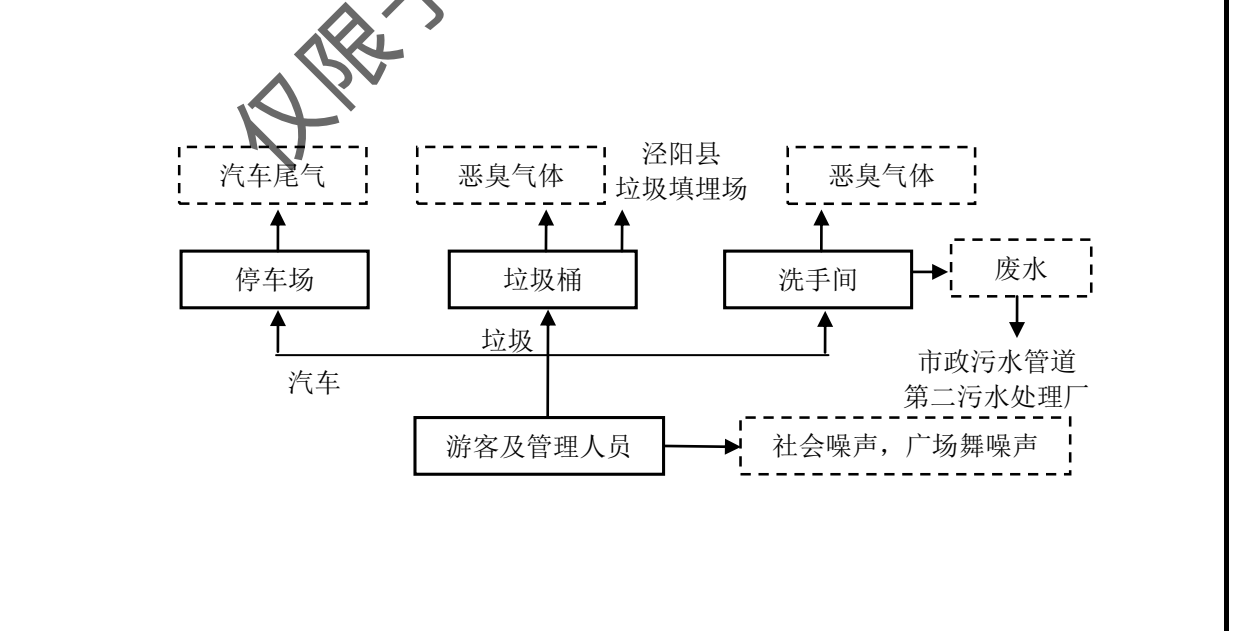 仅限于
泾阳县
汽车尾气
恶臭气体
垃圾填埋场
恶臭气体
停车场
垃圾桶
洗手间
废水
垃圾
汽车
市政污水管道
第二污水处理厂
游客及管理人员
社会噪声，广场舞噪声